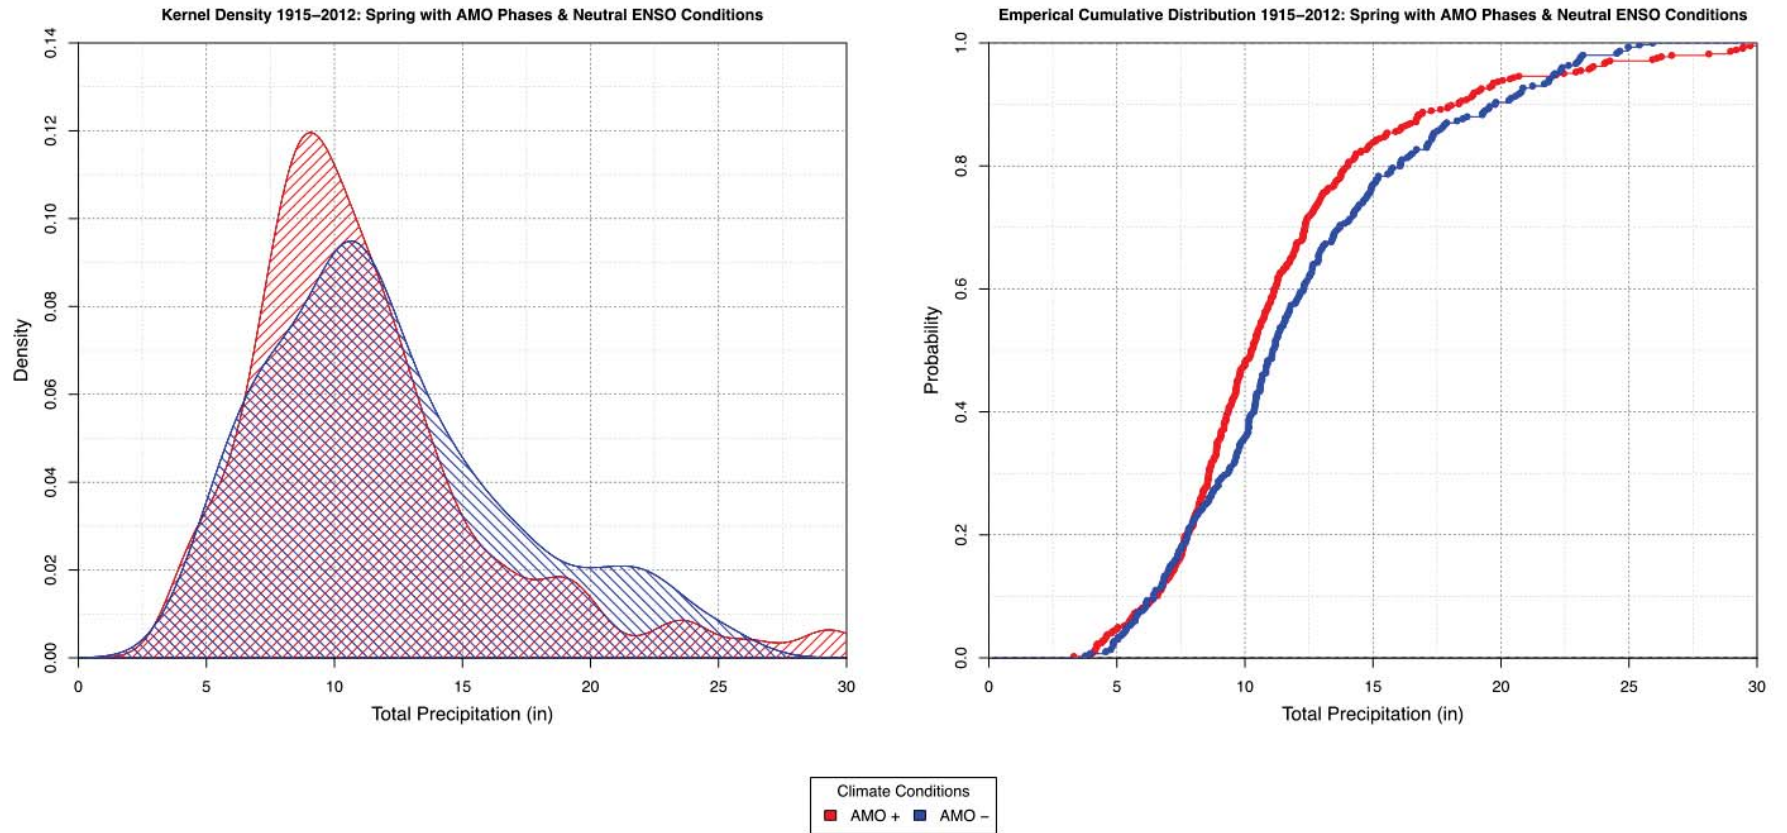 Kernel Density 1915–2012: Spring with AMO Phases & Neutral ENSO Conditions
Density
0.14
0.12
0.10
0.08
0.06
0.04
0.02
0.00
0 5 10 15 20 25 30
Total Precipitation (in)
Emperical Cumulative Distribution 1915–2012: Spring with AMO Phases & Neutral ENSO Conditions
Probability
1.0
0.8
0.6
0.4
0.2
0.0
0 5 10 15 20 25 30
Total Precipitation (in)
Climate Conditions
AMO + AMO −